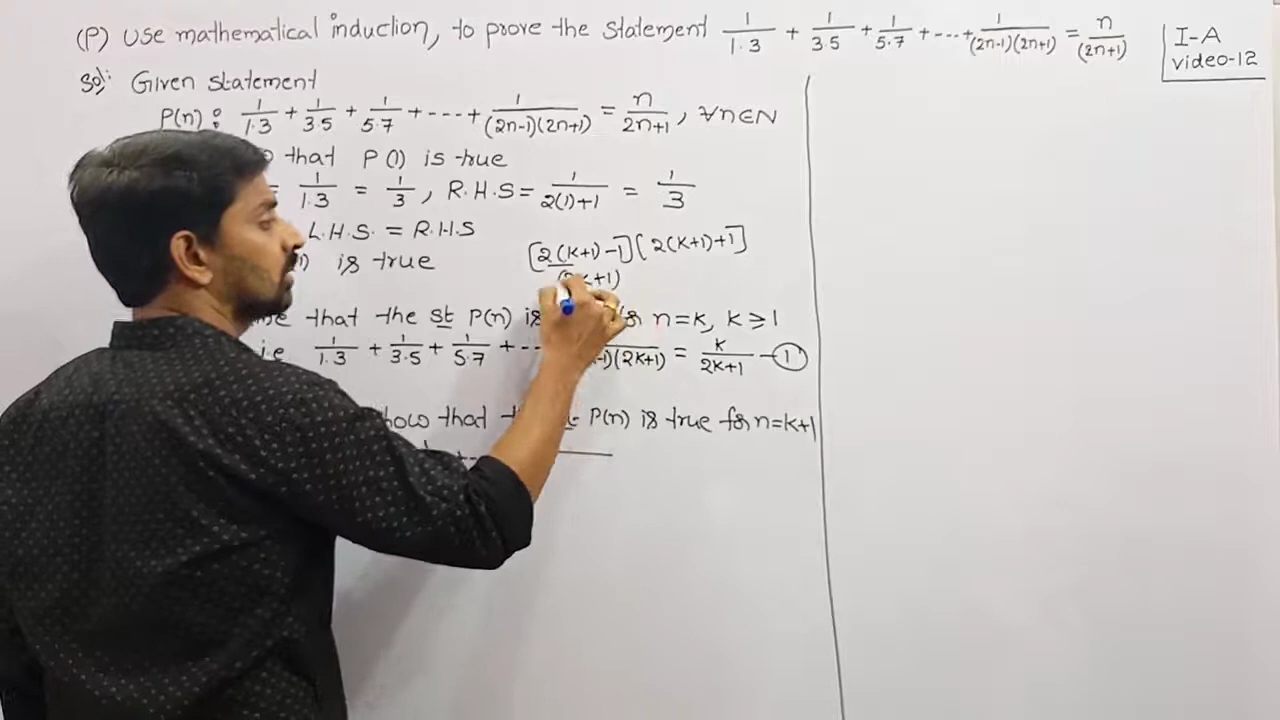 (P) Use mathematical induction, to prove the statement 1/1.3 + 1/3.5 + 1/5.7 + --- + 1/(2n-1)(2n+1) = n/(2n+1)
I-A
video-12
Sol: Given statement
P(n): 1/1.3 + 1/3.5 + 1/5.7 + ---- + 1/(2n-1)(2n+1) = n/2n+1, ∀n∈N
that P(1) is true
= 1/1.3 = 1/3, R.H.S = 1/2(1)+1 = 1/3
L.H.S. = R.H.S
is true
[2(k+1)-1][2(k+1)+1]
k+1)
that the st P(n) is n=k, k≥1
i.e 1/1.3 + 1/3.5 + 1/5.7 + -- -1)(2k+1) = k/2k+1 — 1
how that P(n) is true for n=k+1